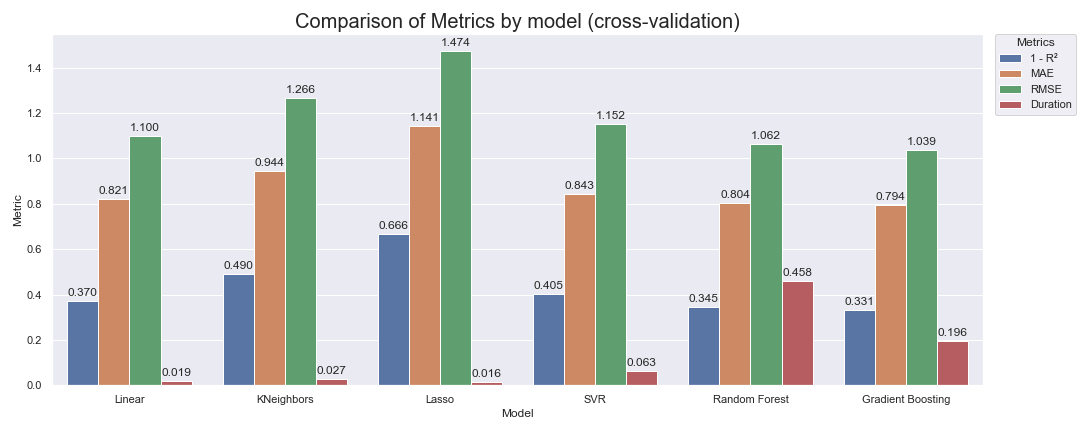 Comparison of Metrics by model (cross-validation)
Metrics
1 - R²
MAE
RMSE
Duration
Metric
1.4
1.2
1.0
0.8
0.6
0.4
0.2
0.0
0.370
0.821
1.100
0.019
0.490
0.944
1.266
0.027
0.666
1.141
1.474
0.016
0.405
0.843
1.152
0.063
0.345
0.804
1.062
0.458
0.331
0.794
1.039
0.196
Linear
KNeighbors
Lasso
SVR
Random Forest
Gradient Boosting
Model